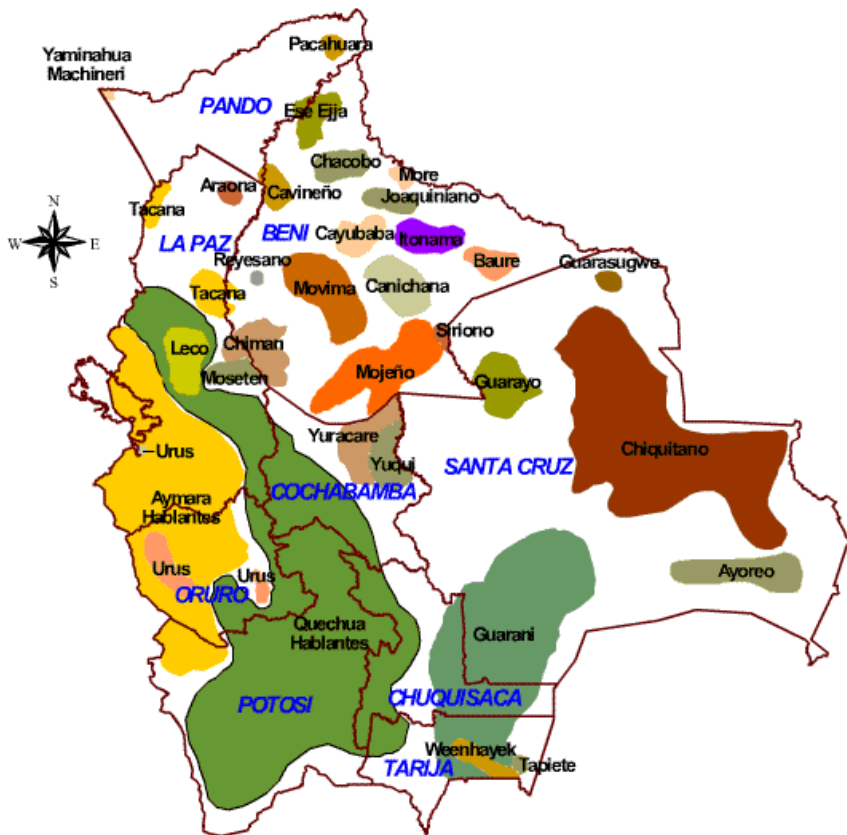 Pacahuara
Yaminahua
Machineri
PANDO
Ese Ejja
Chacobo
More
Araona
Cavineño
Joaquiniano
Tacana
N
W
E
S
LA PAZ
BENI
Cayubaba
Itonama
Reyesano
Baure
Guarasugwe
Tacana
Movima
Canichana
Leco
Chiman
Siriono
Moseten
Mojeño
Guarayo
Yuracare
Urus
Yuqui
SANTA CRUZ
Chiquitano
COCHABAMBA
Aymara
Hablantes
Urus
Urus
ORURO
Ayoreo
Quechua
Hablantes
Guarani
POTOSI
CHUQUISACA
Weenhayek
TARIJA
Tapiete